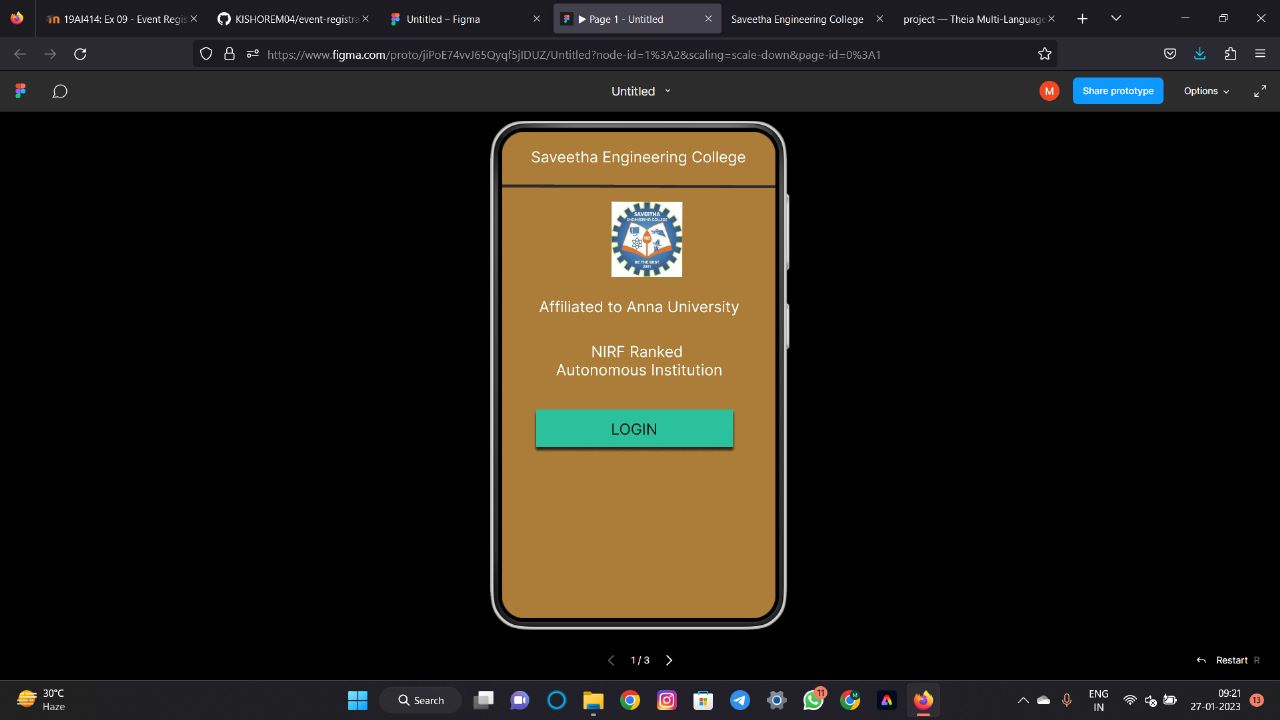 19AI414: Ex 09 - Event Regis
KISHOREM04/event-registra
Untitled – Figma
Page 1 - Untitled
Saveetha Engineering College
project — Theia Multi-Language
https://www.figma.com/proto/jiPoE74vvJ65Qyqf5jIDUZ/Untitled?node-id=1%3A2&scaling=scale-down&page-id=0%3A1
Untitled
M
Share prototype
Options
Saveetha Engineering College
SAVEETHA
ENGINEERING COLLEGE
BE THE BEST
2001
Affiliated to Anna University
NIRF Ranked
Autonomous Institution
LOGIN
1 / 3
Restart R
30°C
Haze
Search
11
ENG
IN
09:21
27-01-2023
13